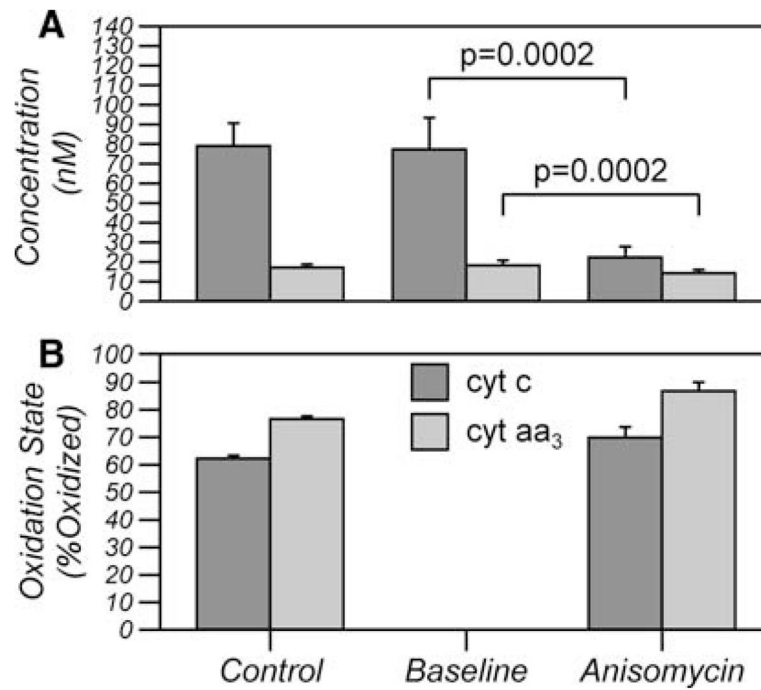 A
Concentration
(nM)
140
130
120
110
100
90
80
70
60
50
40
30
20
10
0
p=0.0002
p=0.0002
B
Oxidation State
(%Oxidized)
100
90
80
70
60
50
40
30
20
10
0
cyt c
cyt aa₃
Control Baseline Anisomycin